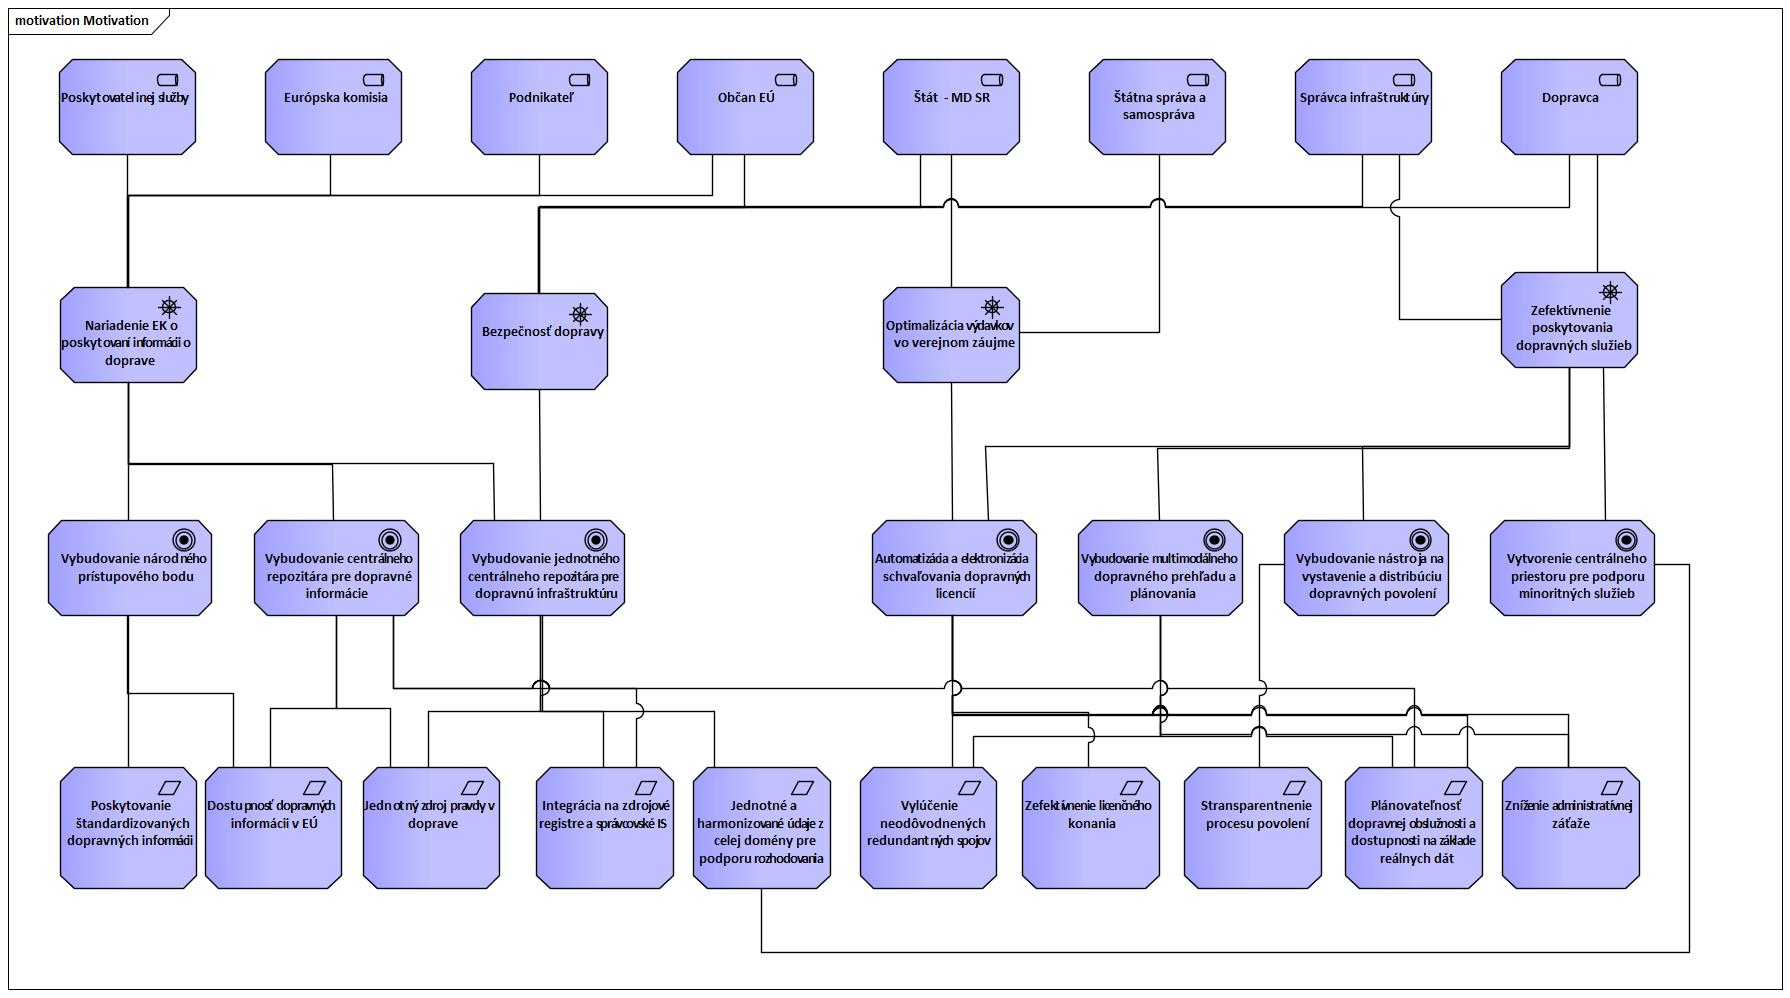 motivation Motivation
Poskytovatel inej služby
Európska komisia
Podnikateľ
Občan EÚ
Štát - MD SR
Štátna správa a
samospráva
Správca infraštruktúry
Dopravca
Nariadenie EK o
poskytovaní informácii o
doprave
Bezpečnosť dopravy
Optimalizácia výdavkov
vo verejnom záujme
Zefektívnenie
poskytovania
dopravných služieb
Vybudovanie národného
prístupového bodu
Vybudovanie centrálneho
repozitára pre dopravné
informácie
Vybudovanie jednotného
centrálneho repozitára pre
dopravnú infraštruktúru
Automatizácia a elektronizácia
schvaľovania dopravných
licencií
Vybudovanie multimodálneho
dopravného prehľadu a
plánovania
Vybudovanie nástroja na
vystavenie a distribúciu
dopravných povolení
Vytvorenie centrálneho
priestoru pre podporu
minoritných služieb
Poskytovanie
štandardizovaných
dopravných informácii
Dostupnosť dopravných
informácii v EÚ
Jednotný zdroj pravdy v
doprave
Integrácia na zdrojové
registre a správcovské IS
Jednotné a
harmonizované údaje z
celej domény pre
podporu rozhodovania
Vylúčenie
neodôvodnených
redundantných spojov
Zefektívnenie licenčného
konania
Stransparentnenie
procesu povolení
Plánovateľnosť
dopravnej obslužnosti a
dostupnosti na základe
reálnych dát
Zníženie administratívnej
záťaže